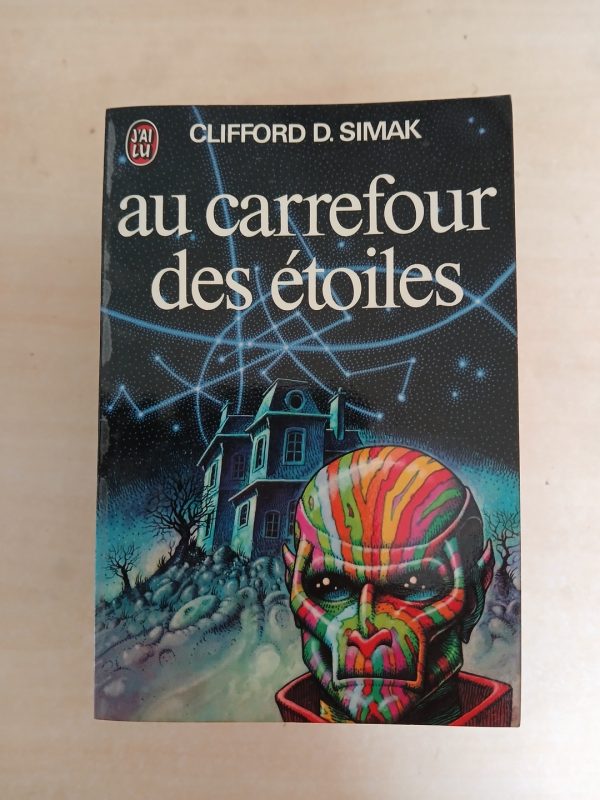 J'AI
LU
CLIFFORD D. SIMAK
au carrefour
des étoiles